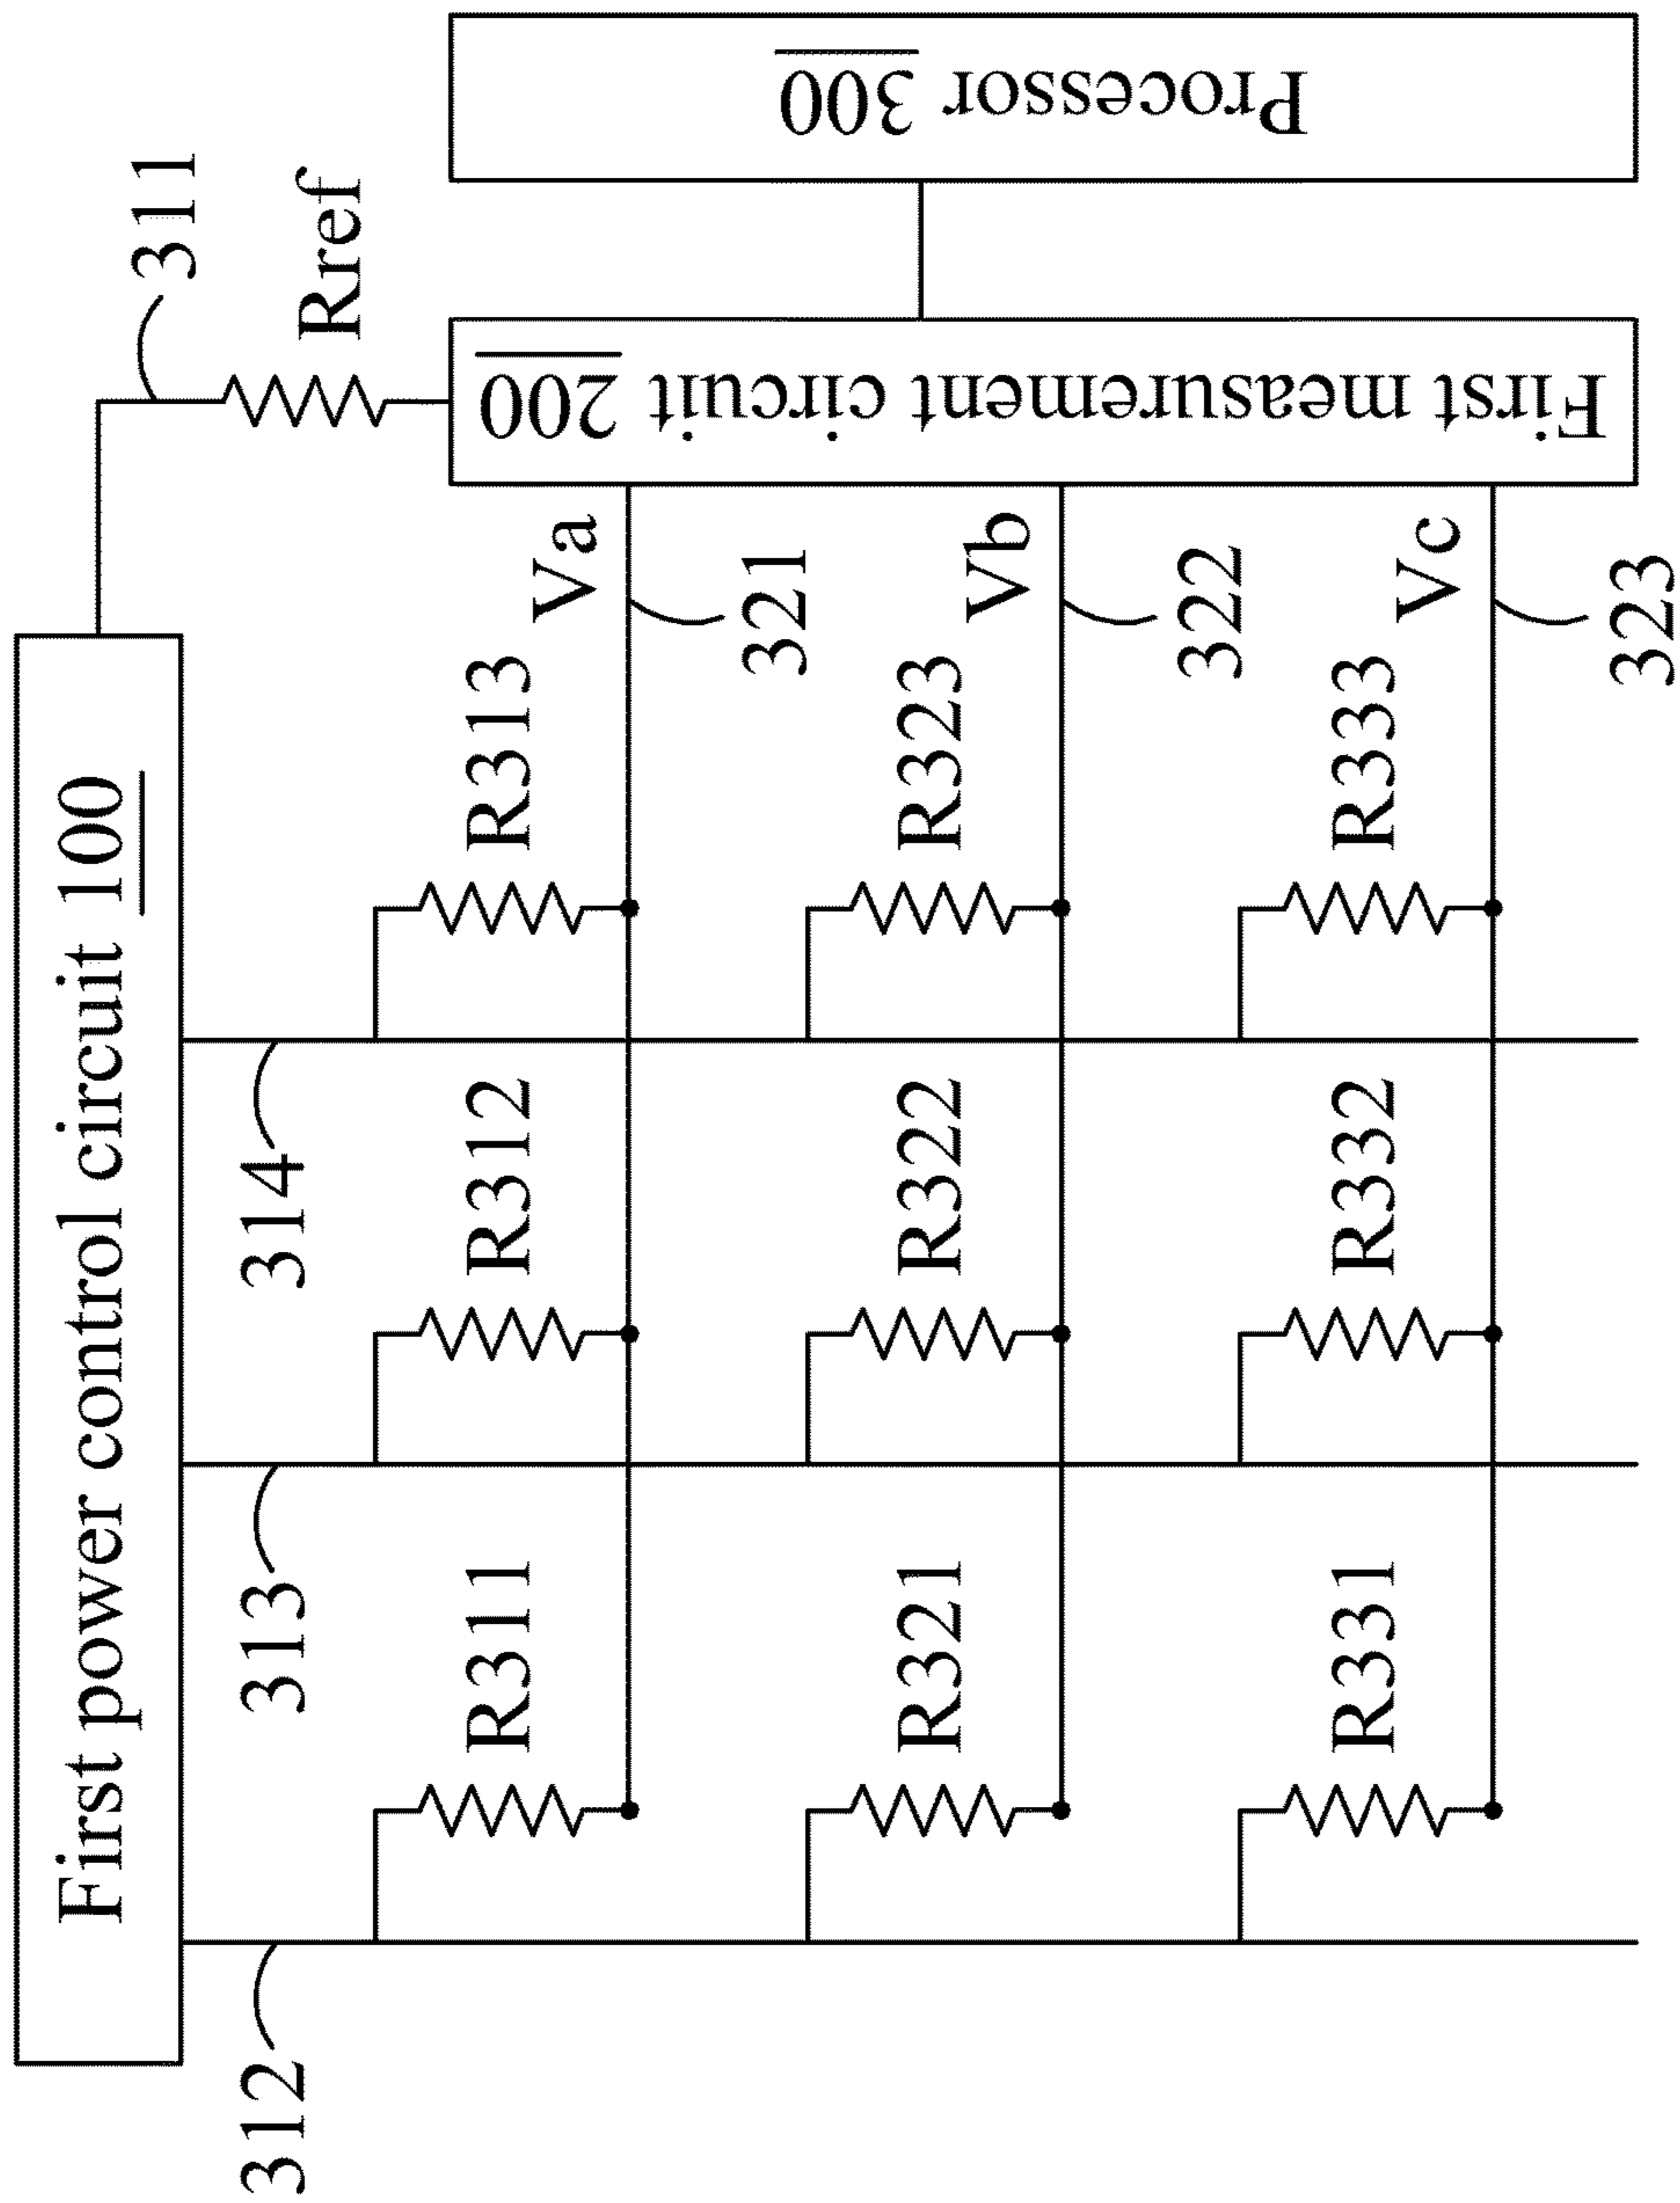 First power control circuit 100
311
Rref
312
313
314
R311
R312
R313
Va
321
R321
R322
R323
Vb
322
R331
R332
R333
Vc
323
First measurement circuit 200
Processor 300